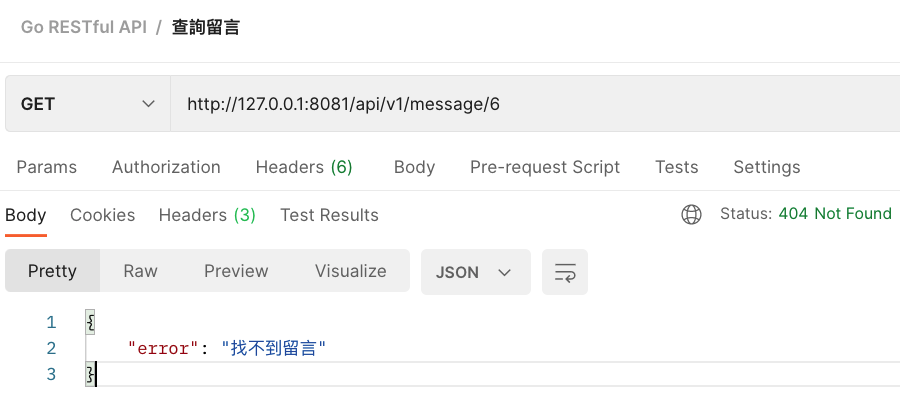 Go RESTful API / 查詢留言
GET http://127.0.0.1:8081/api/v1/message/6
Params Authorization Headers (6) Body Pre-request Script Tests Settings
Body Cookies Headers (3) Test Results Status: 404 Not Found
Pretty Raw Preview Visualize JSON
1 {
2 "error": "找不到留言"
3 }